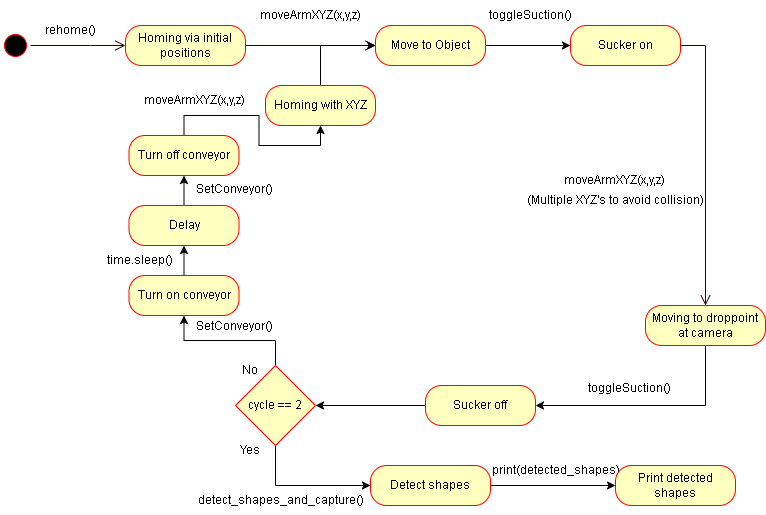 moveArmXYZ(x,y,z)
toggleSuction()
rehome()
Homing via initial
positions
Move to Object
Sucker on
moveArmXYZ(x,y,z)
Homing with XYZ
Turn off conveyor
SetConveyor()
moveArmXYZ(x,y,z)
(Multiple XYZ's to avoid collision)
Delay
time.sleep()
Turn on conveyor
SetConveyor()
Moving to droppoint
at camera
No
toggleSuction()
cycle == 2
Sucker off
Yes
print(detected_shapes)
Detect shapes
Print detected
shapes
detect_shapes_and_capture()